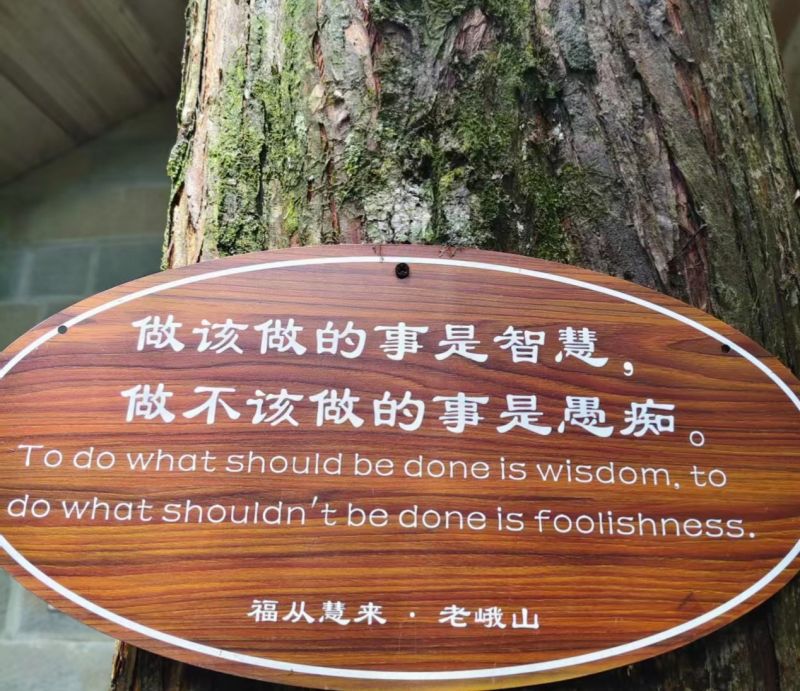 做该做的事是智慧，
做不该做的事是愚痴。
To do what should be done is wisdom, to
do what shouldn't be done is foolishness.
福从慧来 · 老峨山